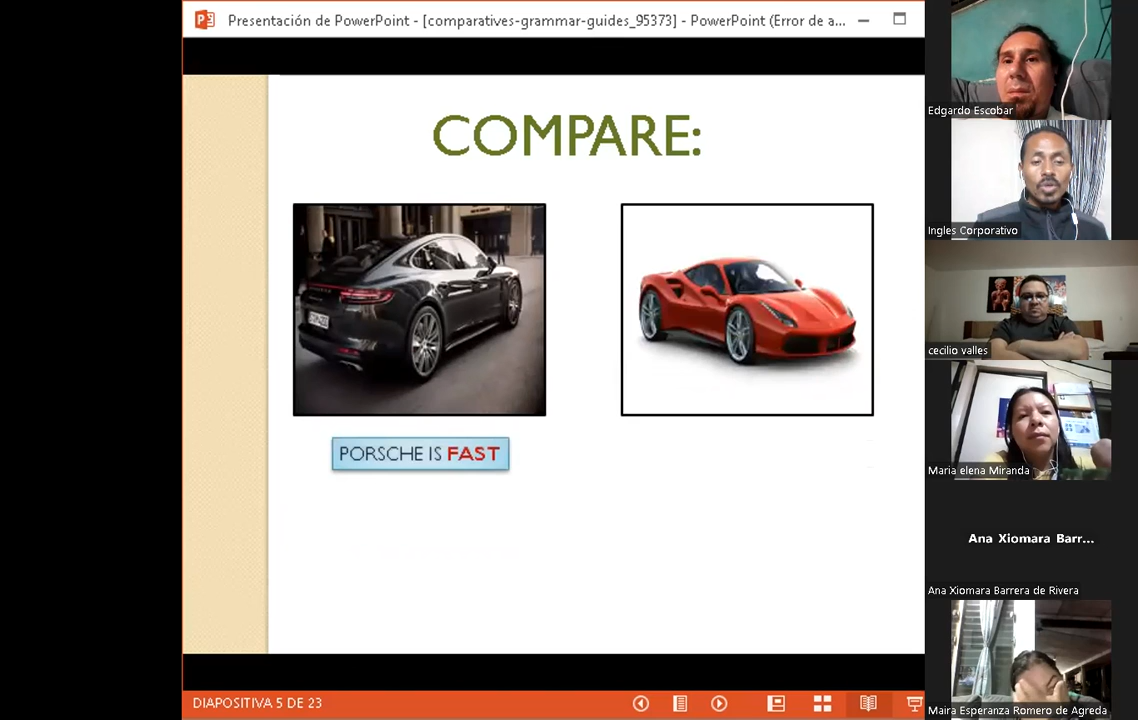 Presentación de PowerPoint - [comparatives-grammar-guides_95373] - PowerPoint (Error de a...
COMPARE:
PORSCHE IS FAST
DIAPOSITIVA 5 DE 23
Edgardo Escobar
Ingles Corporativo
cecilio valles
Maria elena Miranda
Ana Xiomara Barr...
Ana Xiomara Barrera de Rivera
Maira Esperanza Romero de Agreda